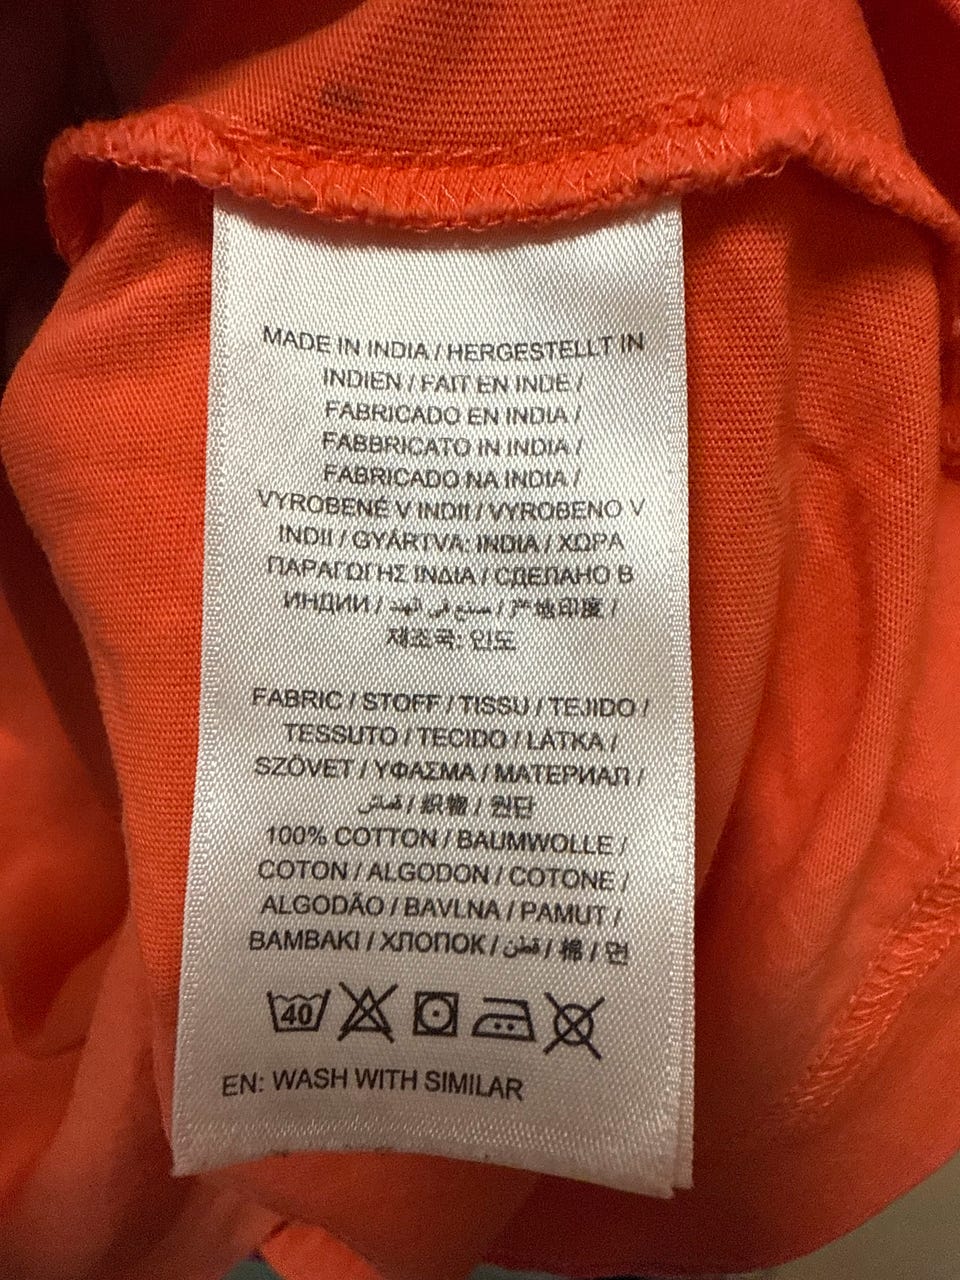 MADE IN INDIA / HERGESTELLT IN
INDIEN / FAIT EN INDE /
FABRICADO EN INDIA /
FABBRICATO IN INDIA /
FABRICADO NA INDIA /
VYROBENÉ V INDII / VYROBENO V
INDII / GYÁRTVA: INDIA / ΧΩΡΑ
ΠΑΡΑΓΩΓΗΣ ΙΝΔΙΑ / СДЕЛАНО В
ИНДИИ / صنع في الهند / 产地印度 /
제조국: 인도
FABRIC / STOFF / TISSU / TEJIDO /
TESSUTO / TECIDO / LÁTKA /
SZÖVET / ΥΦΑΣΜΑ / МАТЕРИАЛ /
قماش / 織物 / 원단
100% COTTON / BAUMWOLLE /
COTON / ALGODON / COTONE /
ALGODÃO / BAVLNA / PAMUT /
ΒΑΜΒΑΚΙ / ХЛОПОК / قطن / 棉 / 면
40
EN: WASH WITH SIMILAR